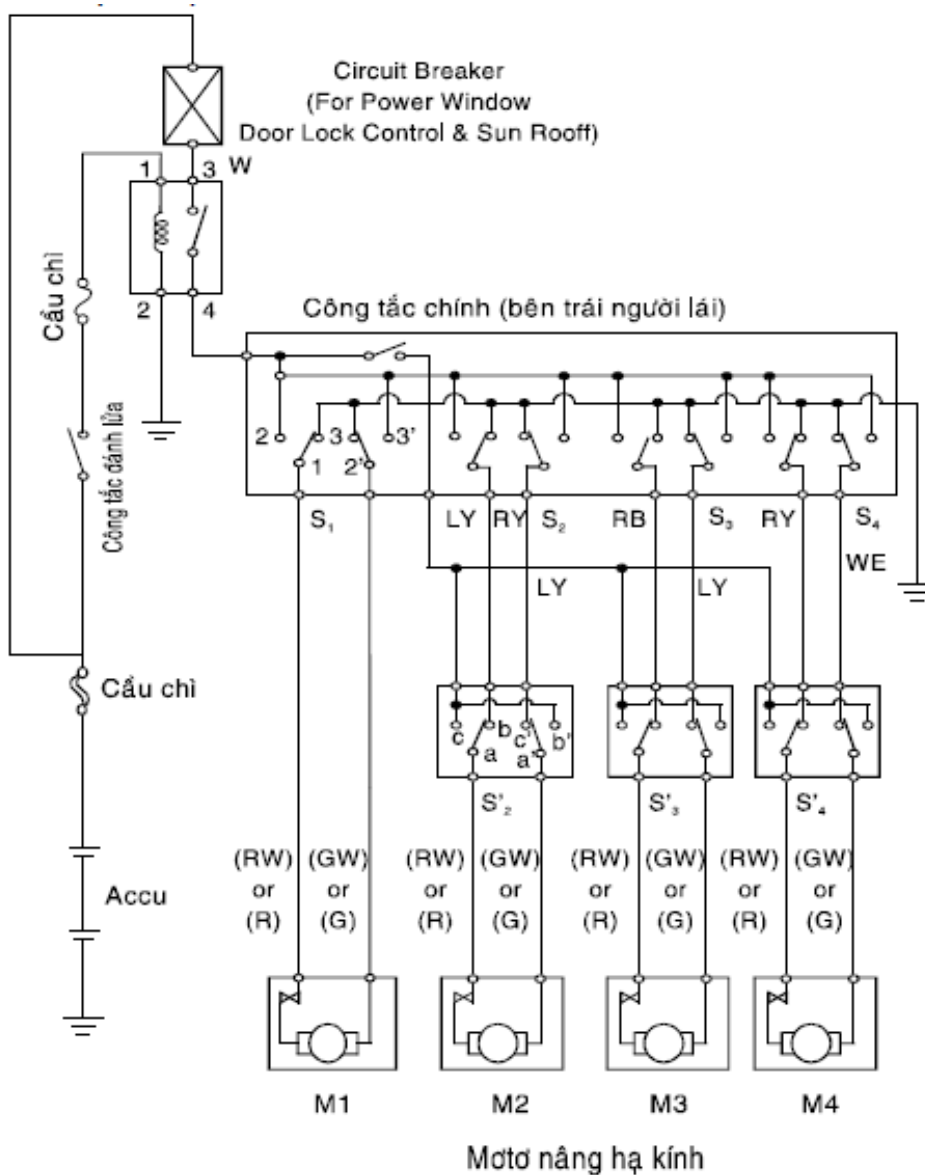 Circuit Breaker
(For Power Window
Door Lock Control & Sun Rooff)
1 3 W
2 4
Cầu chì
Công tắc đánh lửa
Công tắc chính (bên trái người lái)
2 3 3'
1 2'
S₁ LY RY S₂ RB S₃ RY S₄
LY LY WE
Cầu chì
c b c' b'
a a'
S'₂ S'₃ S'₄
(RW) (GW) (RW) (GW) (RW) (GW) (RW) (GW)
or or or or or or or or
(R) (G) (R) (G) (R) (G) (R) (G)
Accu
M1 M2 M3 M4
Môtơ nâng hạ kính